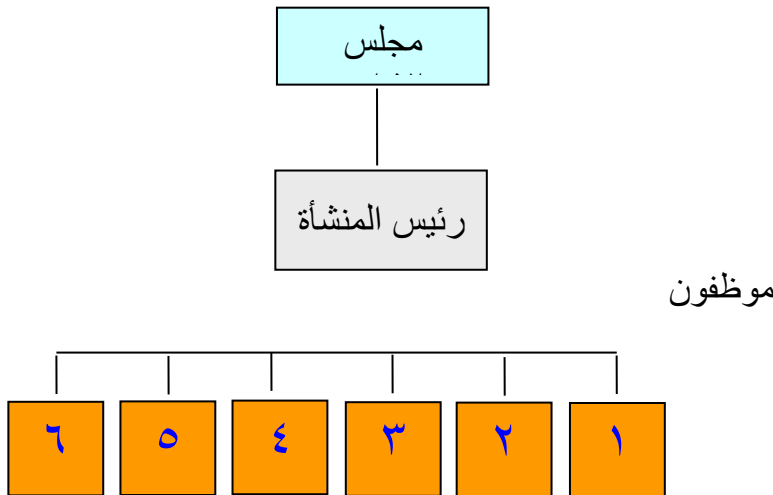 مجلس
رئيس المنشأة
موظفون
١ ٢ ٣ ٤ ٥ ٦